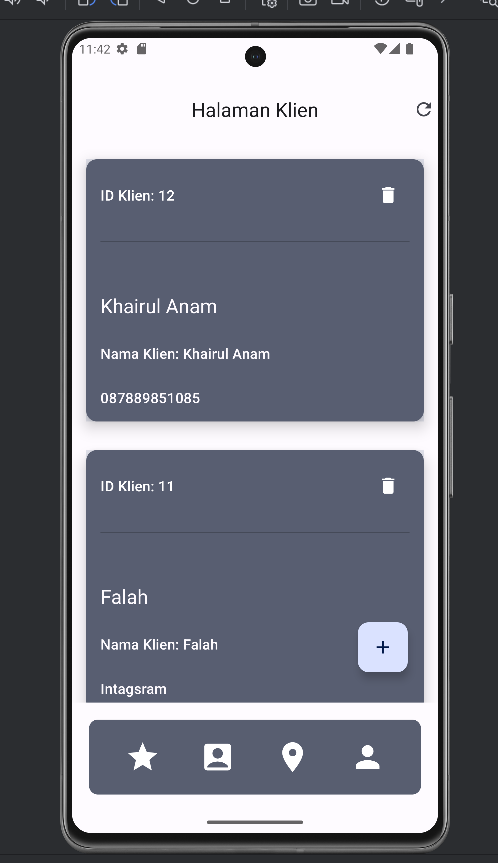 11:42
Halaman Klien
ID Klien: 12
Khairul Anam
Nama Klien: Khairul Anam
087889851085
ID Klien: 11
Falah
Nama Klien: Falah
Intagsram